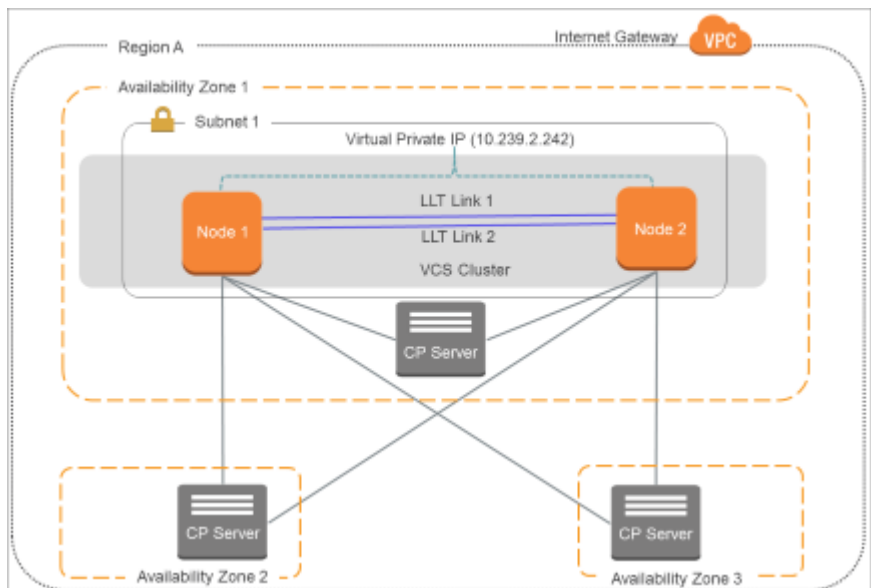 Internet Gateway
VPC
Region A
Availability Zone 1
Subnet 1
Virtual Private IP (10.239.2.242)
LLT Link 1
Node 1
Node 2
LLT Link 2
VCS Cluster
CP Server
CP Server
CP Server
Availability Zone 2
Availability Zone 3